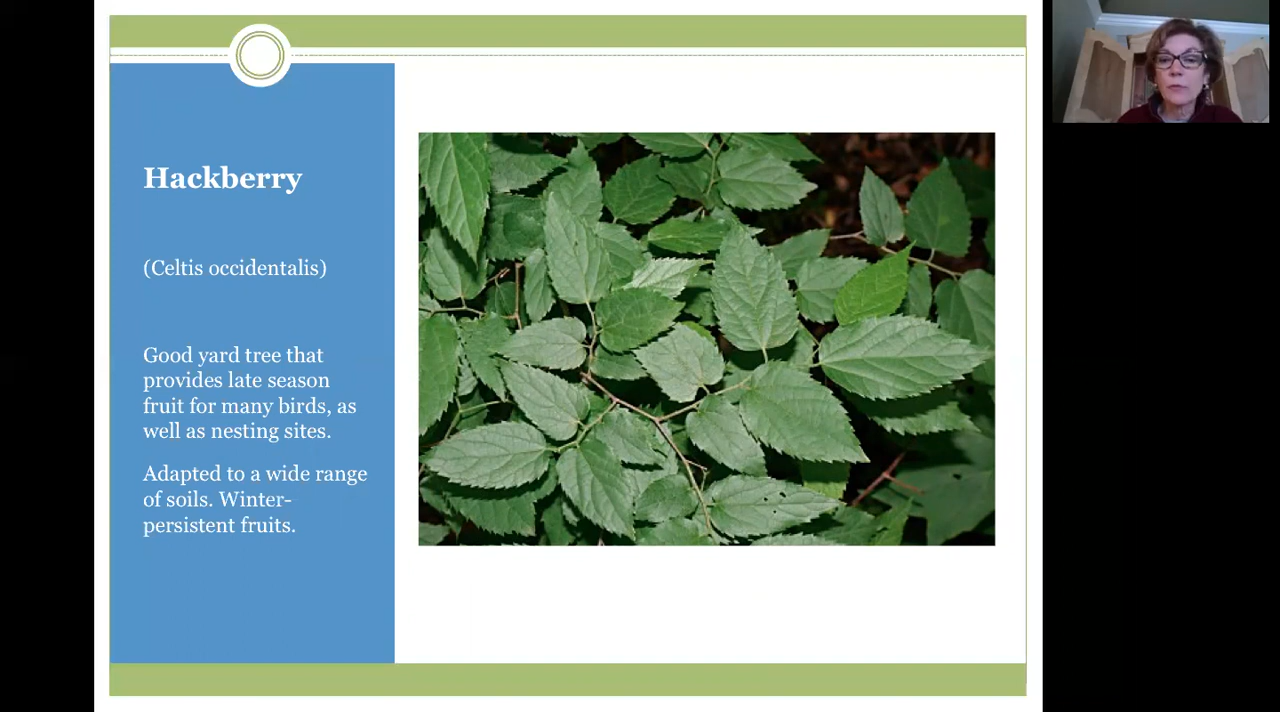 Hackberry
(Celtis occidentalis)
Good yard tree that
provides late season
fruit for many birds, as
well as nesting sites.
Adapted to a wide range
of soils. Winter-
persistent fruits.